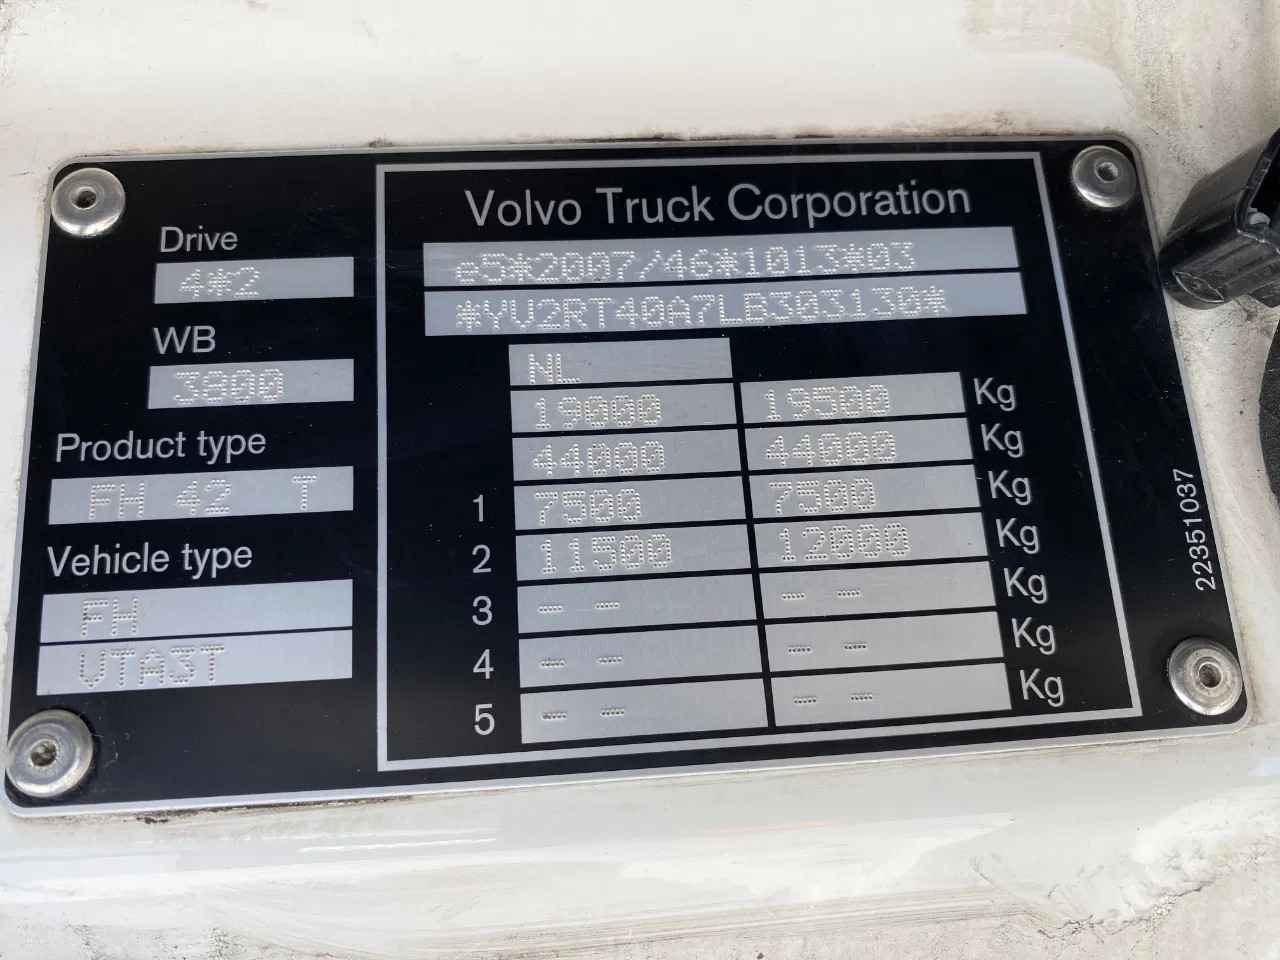 Volvo Truck Corporation
Drive
4*2
WB
3800
Product type
FH 42 T
Vehicle type
FH
VTA3T
e5*2007/46*1013*03
*YV2RT40A7LB303130*
NL
19000 19500 Kg
44000 44000 Kg
1 7500 7500 Kg
2 11500 12000 Kg
3 -- -- -- -- Kg
4 -- -- -- -- Kg
5 -- -- -- -- Kg
22351037